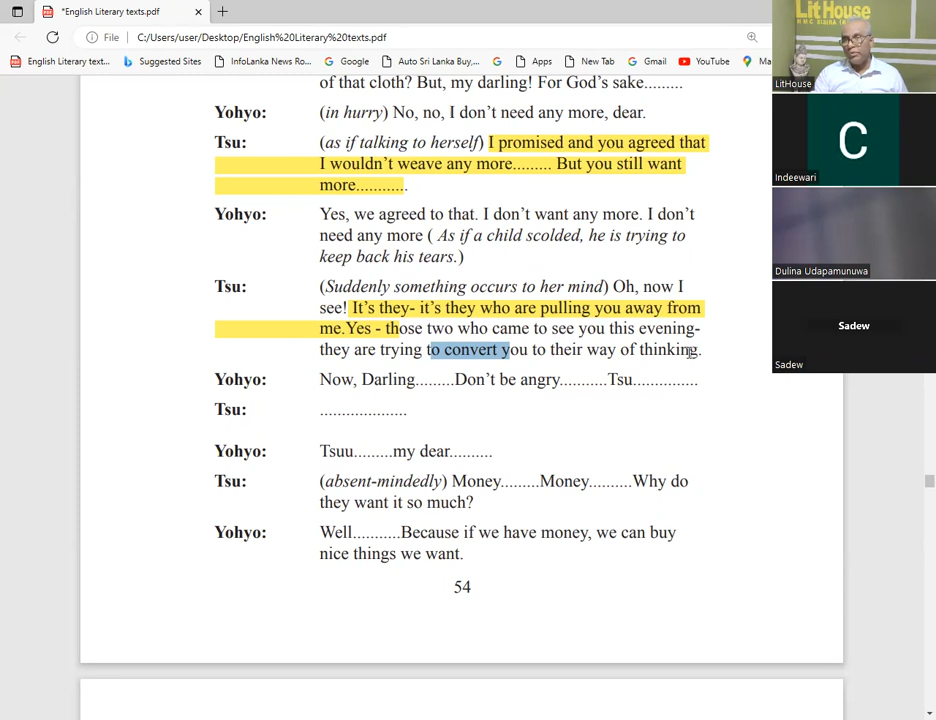 *English Literary texts.pdf
File
C:/Users/user/Desktop/English%20Literary%20texts.pdf
English Literary text...
Suggested Sites
InfoLanka News Ro...
Google
Auto Sri Lanka Buy,...
Apps
New Tab
Gmail
YouTube
Ma
of that cloth? But, my darling! For God's sake.........
Yohyo: (in hurry) No, no, I don't need any more, dear.
Tsu: (as if talking to herself) I promised and you agreed that
I wouldn't weave any more......... But you still want
more............
Yohyo: Yes, we agreed to that. I don't want any more. I don't
need any more ( As if a child scolded, he is trying to
keep back his tears.)
Tsu: (Suddenly something occurs to her mind) Oh, now I
see! It's they- it's they who are pulling you away from
me.Yes - those two who came to see you this evening-
they are trying to convert you to their way of thinking.
Yohyo: Now, Darling.........Don't be angry...........Tsu...............
Tsu: ....................
Yohyo: Tsuu.........my dear..........
Tsu: (absent-mindedly) Money.........Money..........Why do
they want it so much?
Yohyo: Well..........Because if we have money, we can buy
nice things we want.
54
LitHouse
LitHouse
C
Indeewari
Dulina Udapamunuwa
Sadew
Sadew